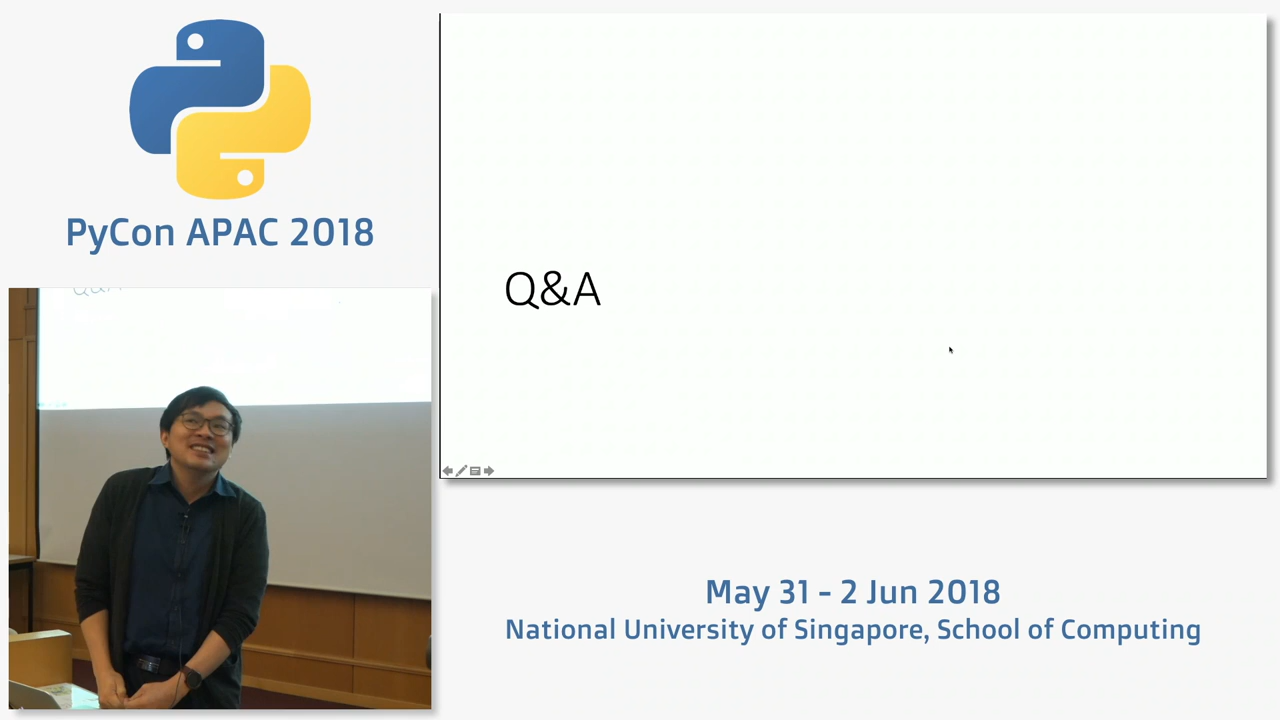 PyCon APAC 2018
Q&A
May 31 - 2 Jun 2018
National University of Singapore, School of Computing